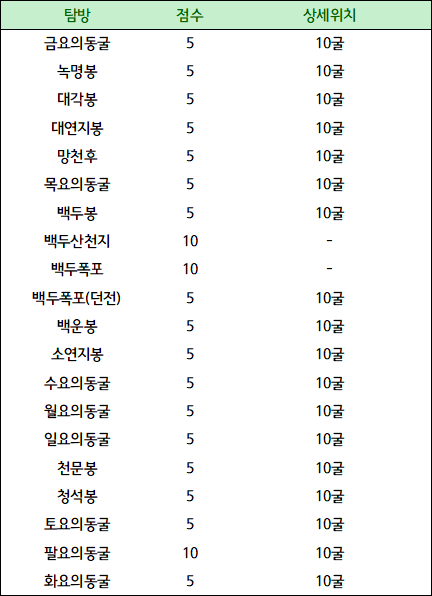 탐방 점수 상세위치
금요의동굴 5 10굴
녹명봉 5 10굴
대각봉 5 10굴
대연지봉 5 10굴
망천후 5 10굴
목요의동굴 5 10굴
백두봉 5 10굴
백두산천지 10 -
백두폭포 10 -
백두폭포(던전) 5 10굴
백운봉 5 10굴
소연지봉 5 10굴
수요의동굴 5 10굴
월요의동굴 5 10굴
일요의동굴 5 10굴
천문봉 5 10굴
청석봉 5 10굴
토요의동굴 5 10굴
팔요의동굴 10 10굴
화요의동굴 5 10굴